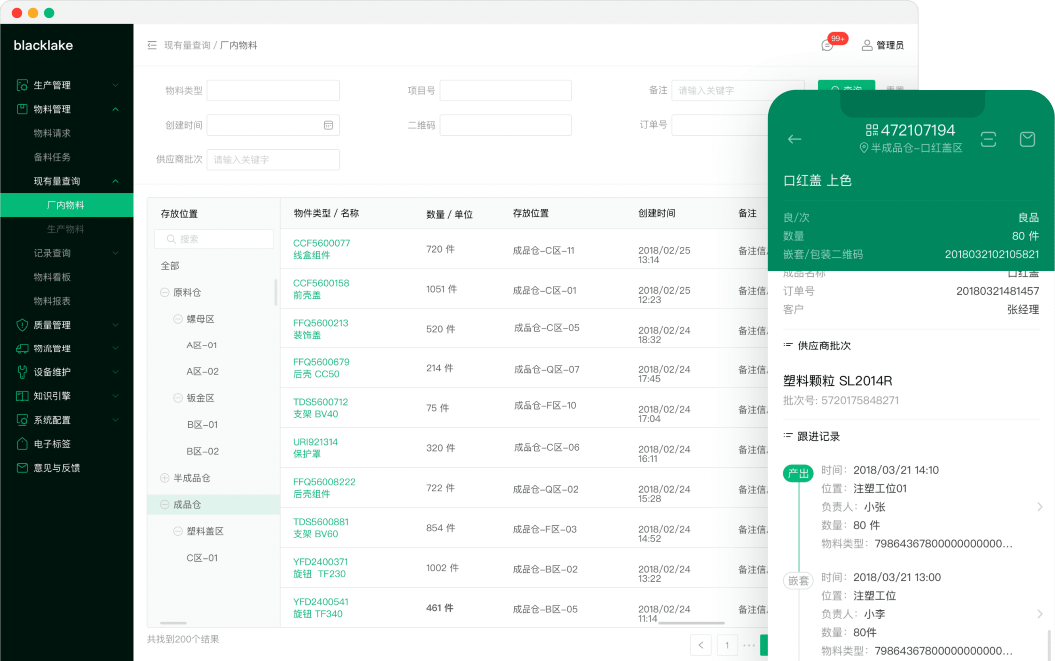 blacklake
生产管理
物料管理
物料请求
备料任务
现有量查询
厂内物料
生产物料
记录查询
物料看板
物料报表
质量管理
物流管理
设备维护
知识引擎
系统配置
电子标签
意见与反馈
现有量查询 / 厂内物料
99+
管理员
物料类型
项目号
备注 请输入关键字
创建时间
二维码
订单号
供应商批次 请输入关键字
存放位置
搜索
全部
原料仓
螺母区
A区-01
A区-02
钣金区
B区-01
B区-02
半成品仓
成品仓
塑料盖区
C区-01
物件类型 / 名称 数量 / 单位 存放位置 创建时间 备注
CCF5600077
线盒组件 720 件 成品仓-C区-11 2018/02/25
13:14 备注信
CCF5600158
前壳盖 1051 件 成品仓-C区-01 2018/02/25
12:23 备注信
FFQ5600213
装饰盖 520 件 成品仓-C区-05 2018/02/24
18:32 备注信
FFQ5600679
后壳 CC50 214 件 成品仓-Q区-07 2018/02/24
17:45 备注信
TDS5600712
支架 BV40 75 件 成品仓-F区-10 2018/02/24
17:04 备注信
URI921314
保护罩 320 件 成品仓-C区-06 2018/02/24
16:11 备注信
FFQ56008222
后壳组件 722 件 成品仓-Q区-02 2018/02/24
15:28 备注信
TDS5600881
支架 BV60 854 件 成品仓-F区-03 2018/02/24
14:52 备注信
YFD2400371
旋钮 TF230 1002 件 成品仓-B区-02 2018/02/24
13:22 备注信
YFD2400541
旋钮 TF340 461 件 成品仓-B区-05 2018/02/24
11:14 备注信
共找到200个结果
< 1 ···
472107194
半成品仓-口红盖区
口红盖 上色
良/次 良品
数量 80 件
嵌套/包装二维码 2018032102105821
成品名称 口红盖
订单号 20180321481457
客户 张经理
供应商批次
塑料颗粒 SL2014R
批次号: 5720175848271
跟进记录
产出 时间: 2018/03/21 14:10
位置: 注塑工位01
负责人: 小张
数量: 80 件
物料类型: 79864367800000000000...
嵌套 时间: 2018/03/21 13:00
位置: 注塑工位
负责人: 小李
数量: 80件
物料类型: 79864367800000000000...